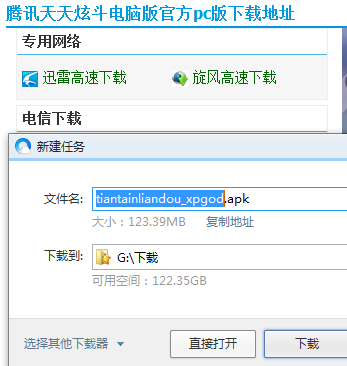 腾讯天天炫斗电脑版官方pc版下载地址
专用网络
迅雷高速下载 旋风高速下载
电信下载
新建任务
文件名: tiantainliandou_xpgod.apk
大小：123.39MB 复制地址
下载到: G:\下载
可用空间：122.35GB
选择其他下载器 直接打开 下载